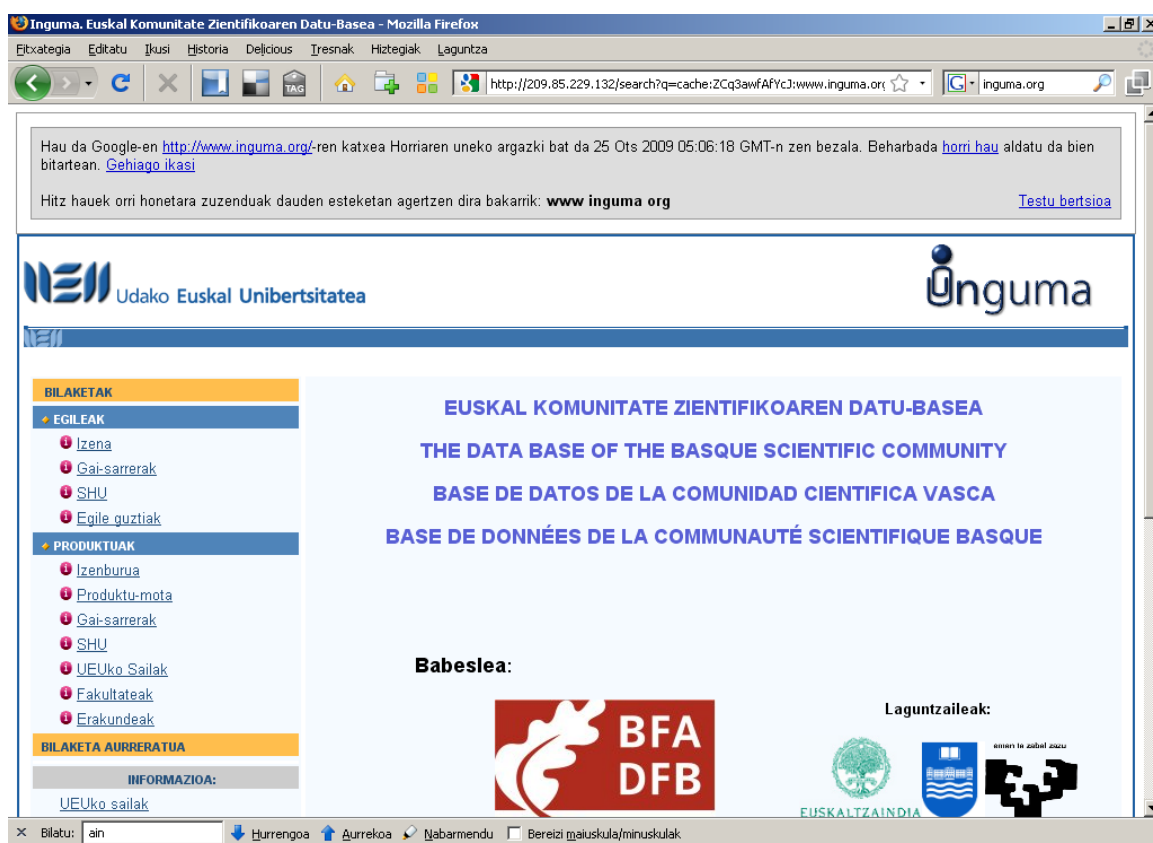 Inguma. Euskal Komunitate Zientifikoaren Datu-Basea - Mozilla Firefox
Fitxategia Editatu Ikusi Historia Delicious Tresnak Hiztegiak Laguntza
TAG http://209.85.229.132/search?q=cache:ZCq3awfAfYcJ:www.inguma.org inguma.org
Hau da Google-en http://www.inguma.org/-ren katxea Horriaren uneko argazki bat da 25 Ots 2009 05:06:18 GMT-n zen bezala. Beharbada horri hau aldatu da bien
bitartean. Gehiago ikasi
Hitz hauek orri honetara zuzenduak dauden esteketan agertzen dira bakarrik: www inguma org Testu bertsioa
Udako Euskal Unibertsitatea
Inguma
BILAKETAK
EGILEAK
Izena
Gai-sarrerak
SHU
Egile guztiak
PRODUKTUAK
Izenburua
Produktu-mota
Gai-sarrerak
SHU
UEUko Sailak
Fakultateak
Erakundeak
BILAKETA AURRERATUA
INFORMAZIOA:
UEUko sailak
EUSKAL KOMUNITATE ZIENTIFIKOAREN DATU-BASEA
THE DATA BASE OF THE BASQUE SCIENTIFIC COMMUNITY
BASE DE DATOS DE LA COMUNIDAD CIENTIFICA VASCA
BASE DE DONNÉES DE LA COMMUNAUTÉ SCIENTIFIQUE BASQUE
Babeslea:
BFA
DFB
Laguntzaileak:
EUSKALTZAINDIA
eman ta zabal zazu
Bilatu: ain Hurrengoa Aurrekoa Nabarmendu Bereizi maiuskula/minuskulak